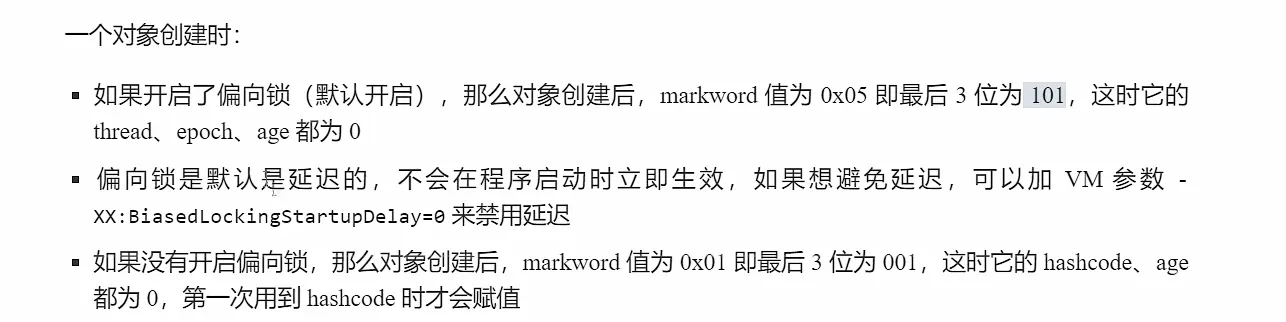 一个对象创建时：
如果开启了偏向锁（默认开启），那么对象创建后，markword 值为 0x05 即最后 3 位为 101，这时它的
thread、epoch、age 都为 0
偏向锁是默认是延迟的，不会在程序启动时立即生效，如果想避免延迟，可以加 VM 参数 -
XX:BiasedLockingStartupDelay=0 来禁用延迟
如果没有开启偏向锁，那么对象创建后，markword 值为 0x01 即最后 3 位为 001，这时它的 hashcode、age
都为 0，第一次用到 hashcode 时才会赋值